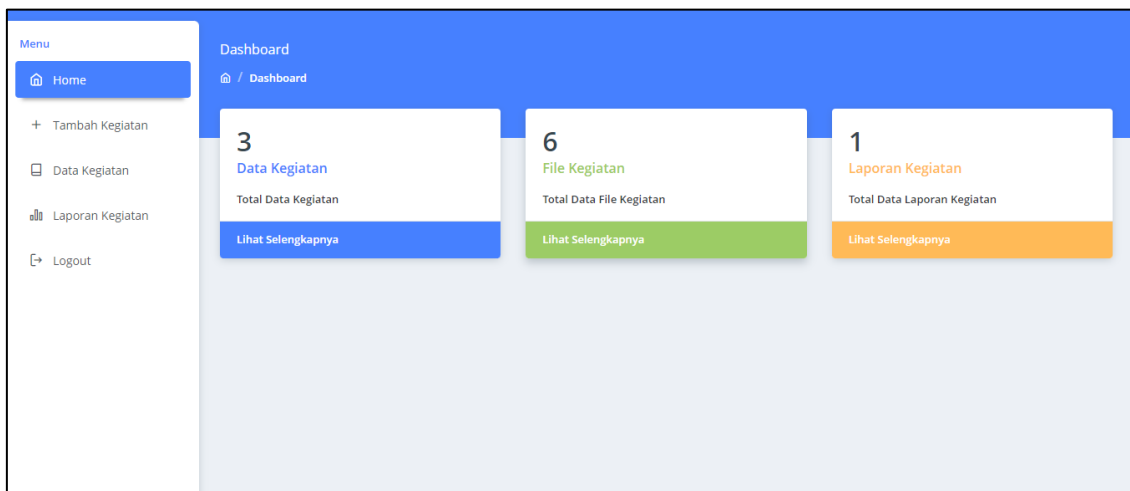 Menu
Home
Tambah Kegiatan
Data Kegiatan
Laporan Kegiatan
Logout
Dashboard
/ Dashboard
3
Data Kegiatan
Total Data Kegiatan
Lihat Selengkapnya
6
File Kegiatan
Total Data File Kegiatan
Lihat Selengkapnya
1
Laporan Kegiatan
Total Data Laporan Kegiatan
Lihat Selengkapnya